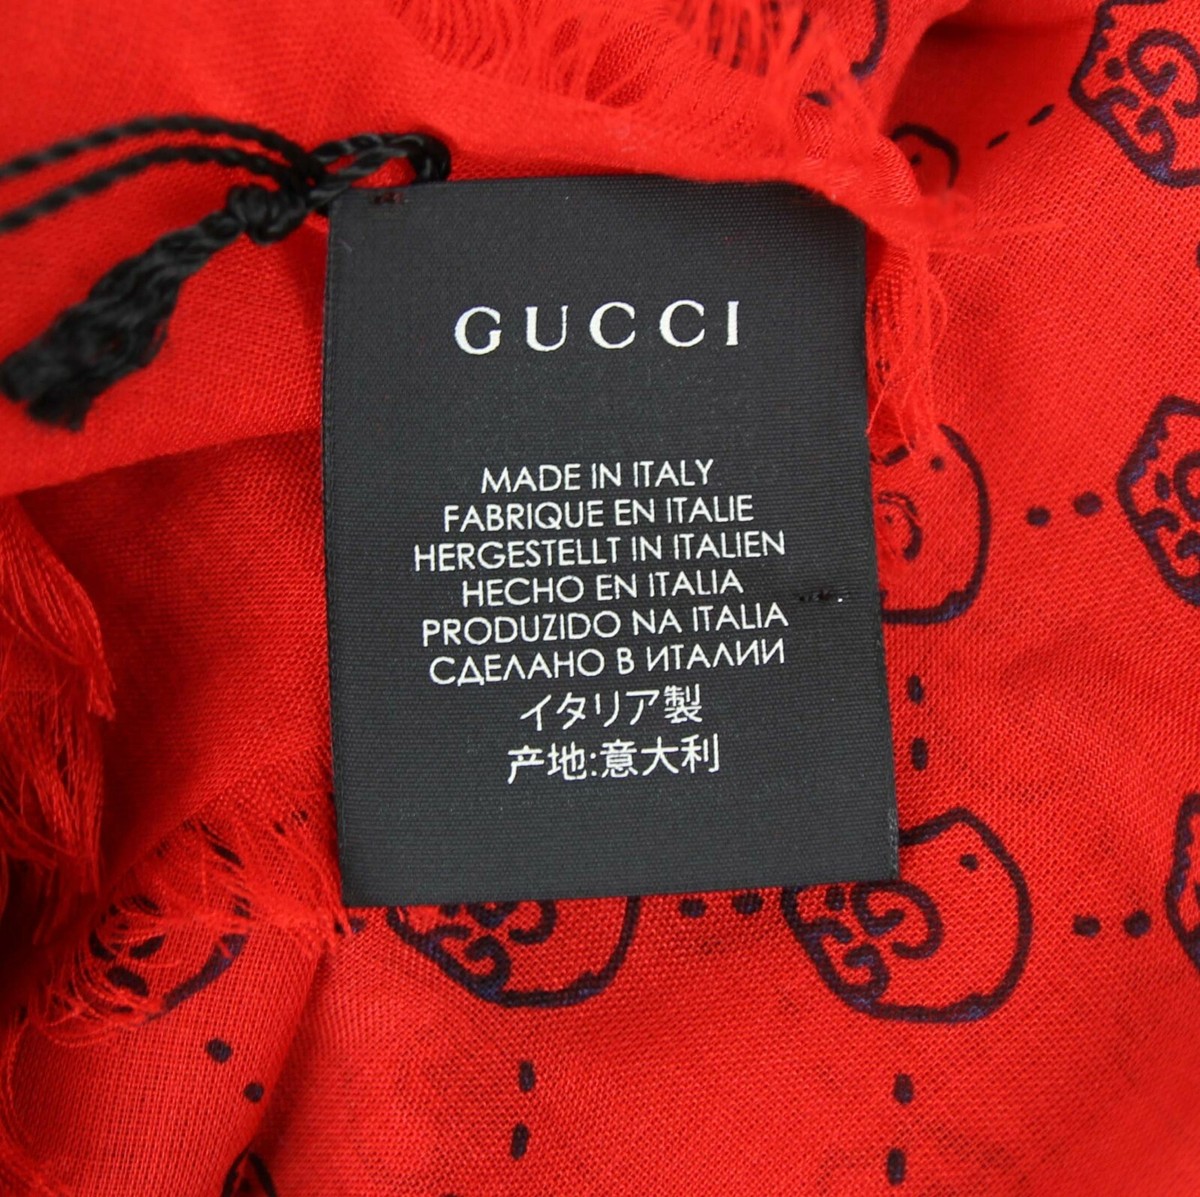 GUCCI
MADE IN ITALY
FABRIQUE EN ITALIE
HERGESTELLT IN ITALIEN
HECHO EN ITALIA
PRODUZIDO NA ITALIA
СДЕЛАНО В ИТАЛИИ
イタリア製
产地:意大利